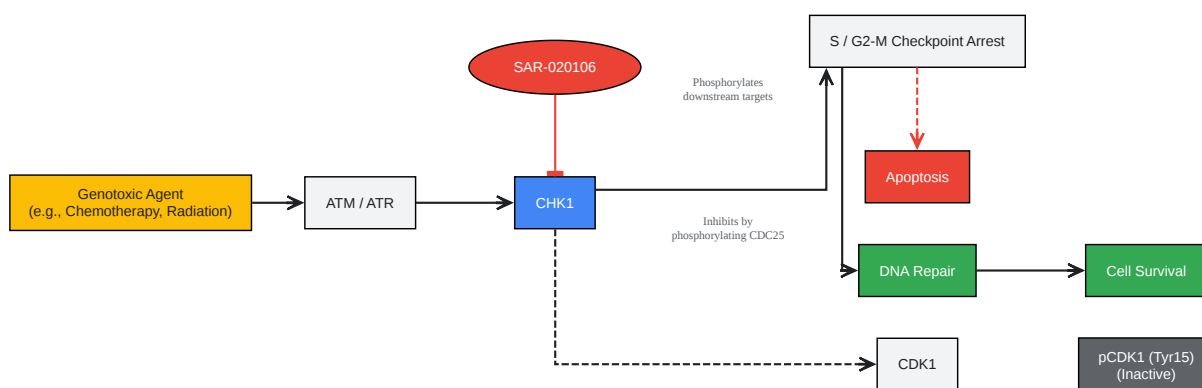 S / G2-M Checkpoint Arrest
SAR-020106
Phosphorylates
downstream targets
Apoptosis
Genotoxic Agent
(e.g., Chemotherapy, Radiation)
ATM / ATR
CHK1
Inhibits by
phosphorylating CDC25
DNA Repair
Cell Survival
CDK1
pCDK1 (Tyr15)
(Inactive)